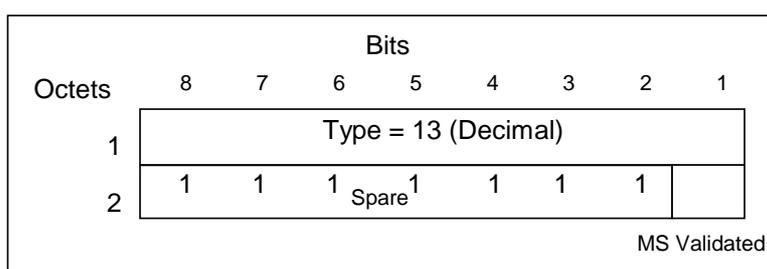 Bits
Octets 8 7 6 5 4 3 2 1
1 Type = 13 (Decimal)
2 1 1 1 Spare 1 1 1 1
MS Validated